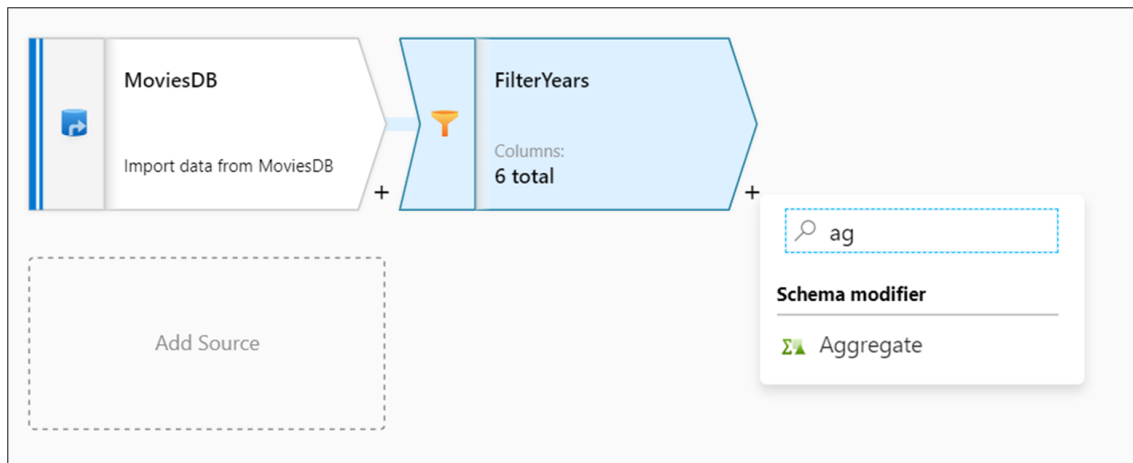 MoviesDB
Import data from MoviesDB
+
FilterYears
Columns:
6 total
+
ag
Schema modifier
Aggregate
Add Source